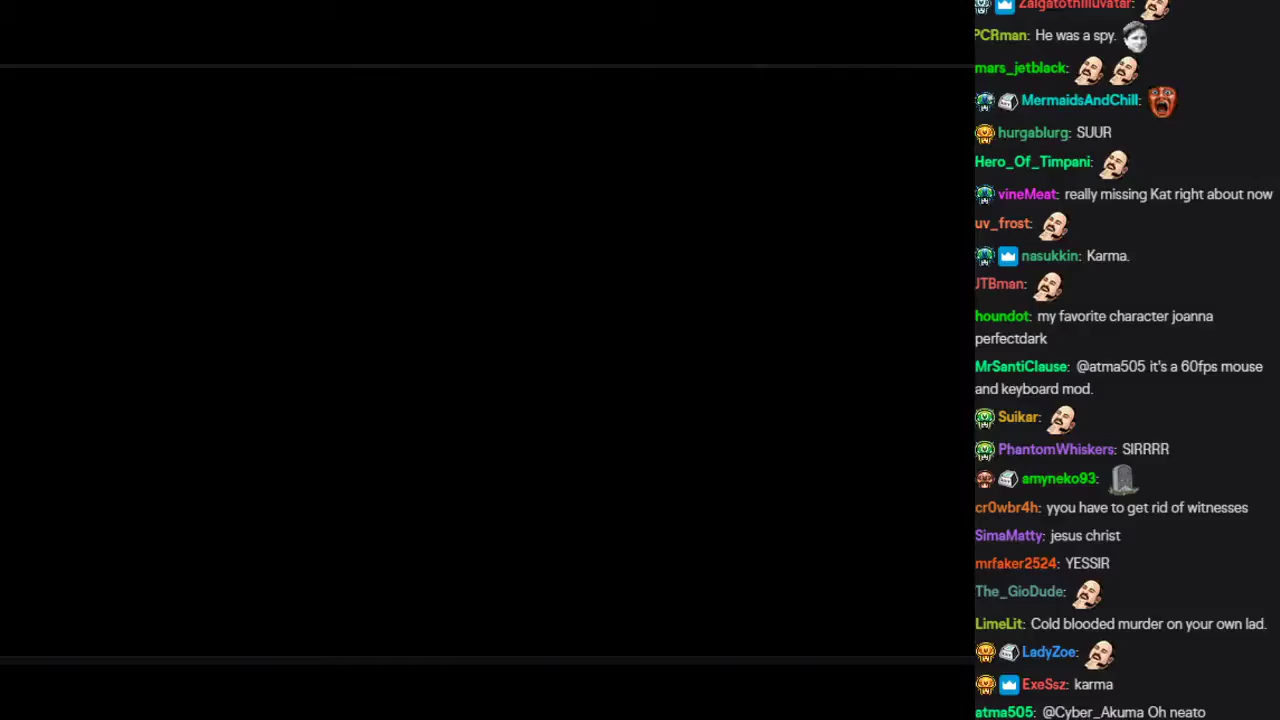 Zalgatothilluvatar:
PCRman: He was a spy.
mars_jetblack:
MermaidsAndChill:
hurgablurg: SUUR
Hero_Of_Timpani:
vineMeat: really missing Kat right about now
uv_frost:
nasukkin: Karma.
JTBman:
houndot: my favorite character joanna
perfectdark
MrSantiClause: @atma505 it's a 60fps mouse
and keyboard mod.
Suikar:
PhantomWhiskers: SIRRRR
amyneko93:
cr0wbr4h: yyou have to get rid of witnesses
SimaMatty: jesus christ
mrfaker2524: YESSIR
The_GioDude:
LimeLit: Cold blooded murder on your own lad.
LadyZoe:
ExeSsz: karma
atma505: @Cyber_Akuma Oh neato